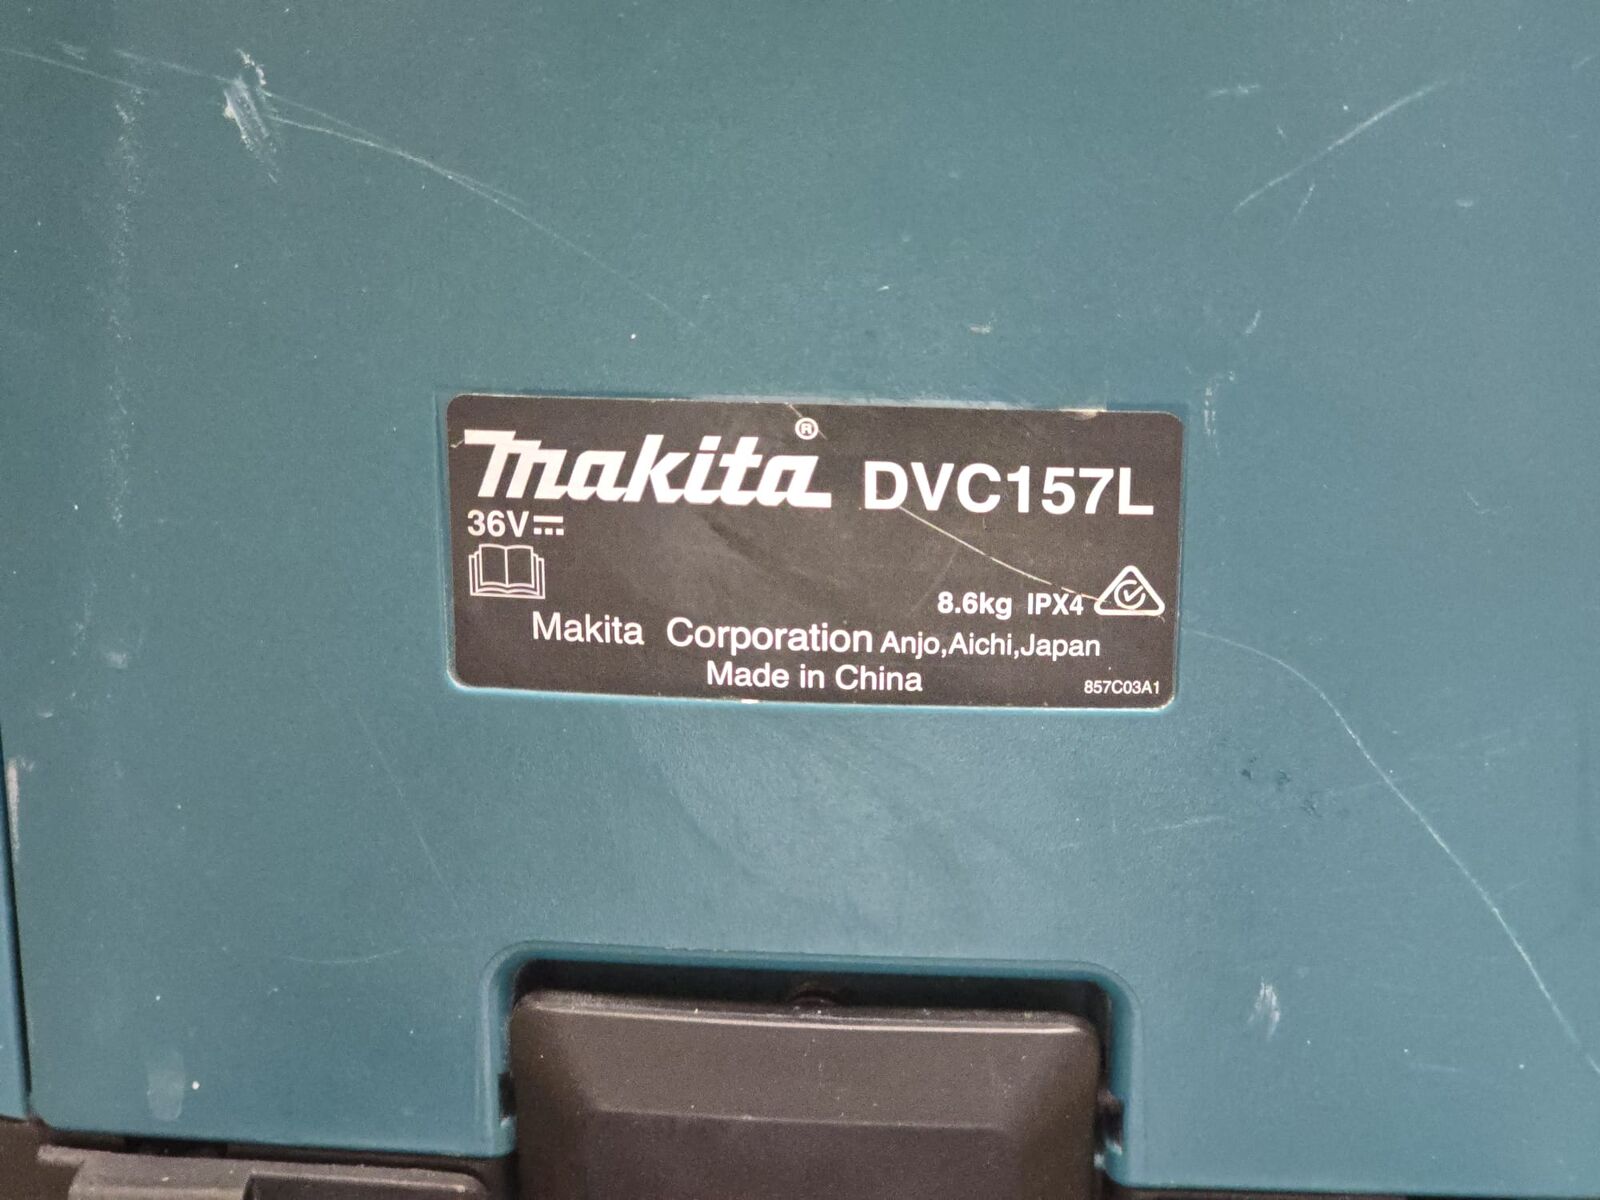 makita® DVC157L
36V⎓
8.6kg IPX4
Makita Corporation Anjo,Aichi,Japan
Made in China
857C03A1